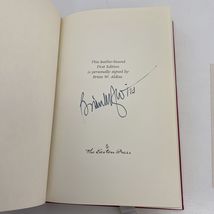 This leather-bound
First Edition
is personally signed by
Brian W. Aldiss
The Easton Press